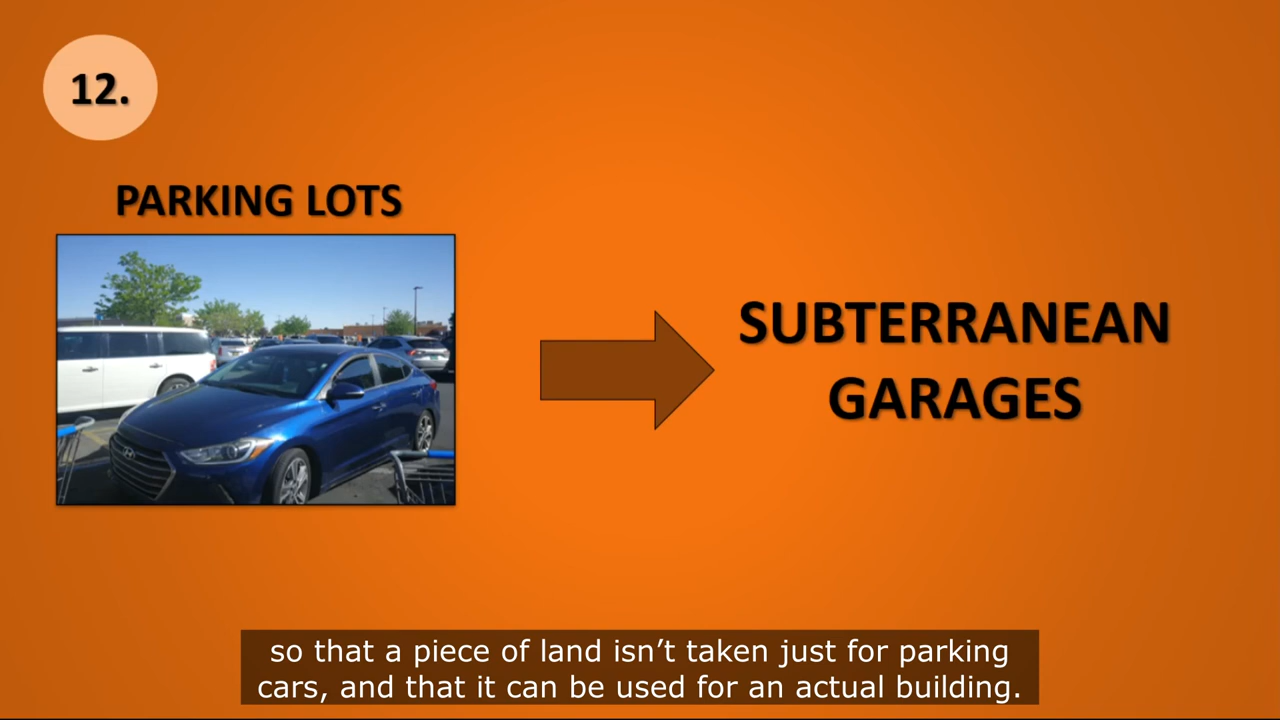 12.
PARKING LOTS
SUBTERRANEAN
GARAGES
so that a piece of land isn’t taken just for parking
cars, and that it can be used for an actual building.